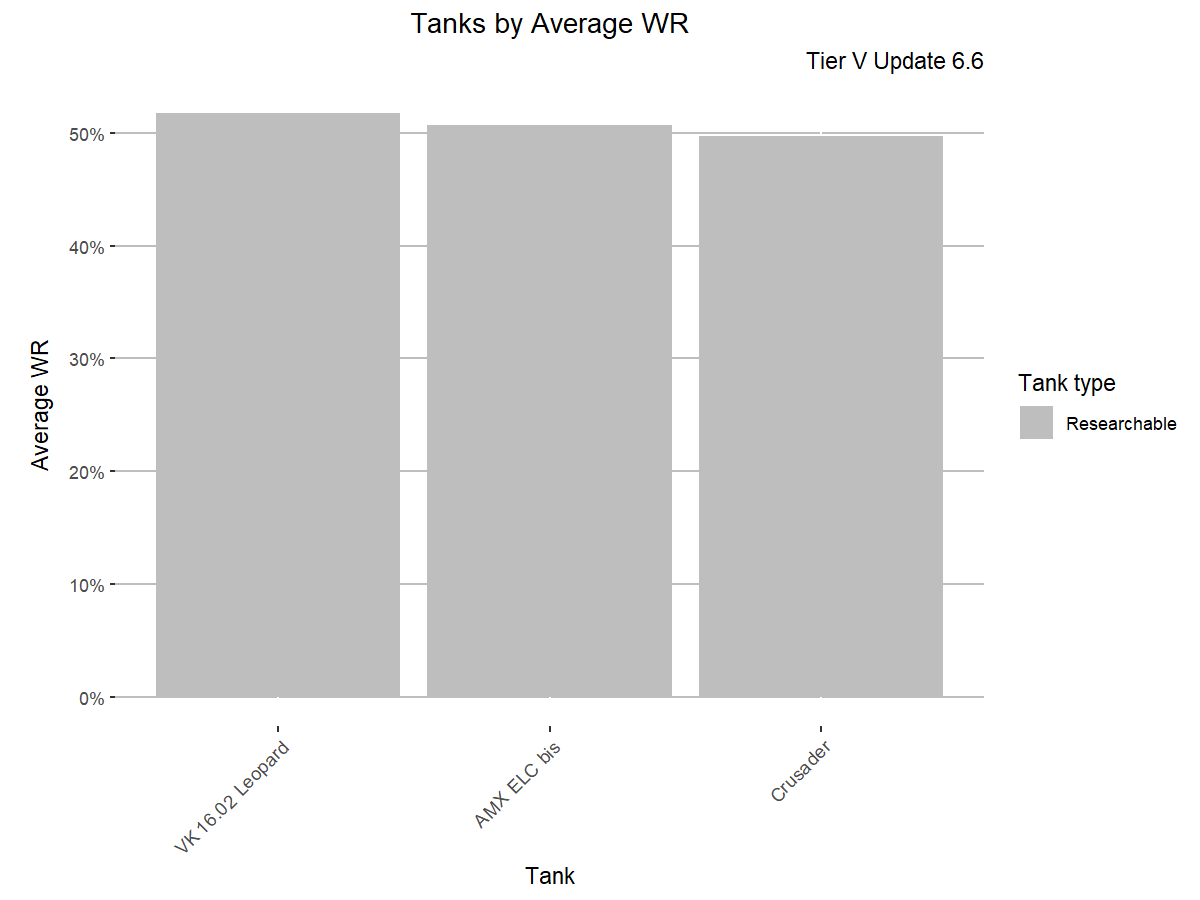 Tanks by Average WR
Tier V Update 6.6
50%
40%
30%
20%
10%
0%
Average WR
VK 16.02 Leopard
AMX ELC bis
Crusader
Tank
Tank type
Researchable